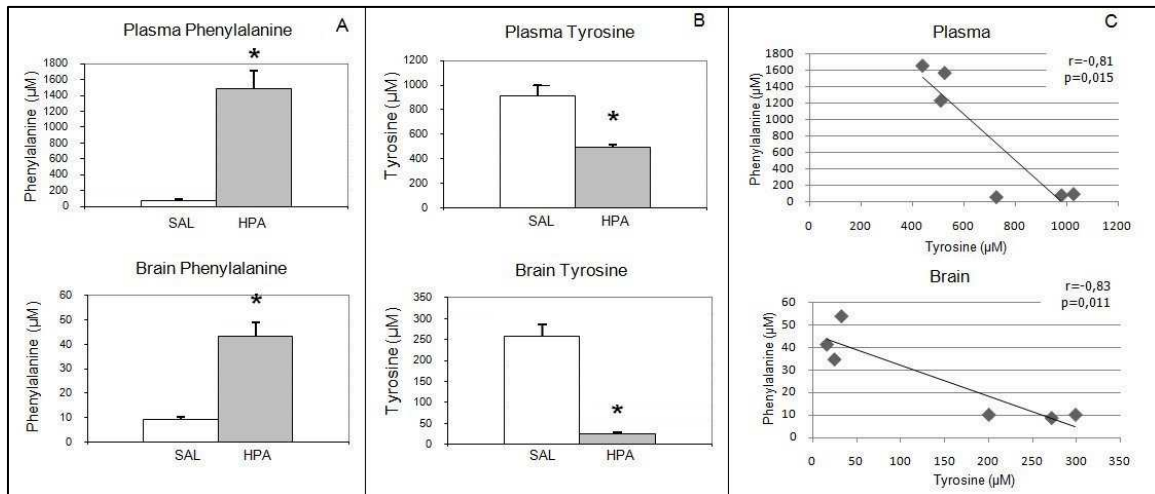 A
Plasma Phenylalanine
Phenylalanine (µM)
1800
1600
1400
1200
1000
800
600
400
200
0
*
SAL HPA
Brain Phenylalanine
Phenylalanine (µM)
60
50
40
30
20
10
0
*
SAL HPA
B
Plasma Tyrosine
Tyrosine (µM)
1000
800
600
400
200
0
*
SAL HPA
Brain Tyrosine
Tyrosine (µM)
350
300
250
200
150
100
50
0
*
SAL HPA
C
Plasma
r=-0,81
p=0,015
Phenylalanine (µM)
1800
1600
1400
1200
1000
800
600
400
200
0
0 200 400 600 800 1000 1200
Tyrosine (µM)
Brain
r=-0,83
p=0,011
Phenylalanine (µM)
60
50
40
30
20
10
0
0 50 100 150 200 250 300 350
Tyrosine (µM)